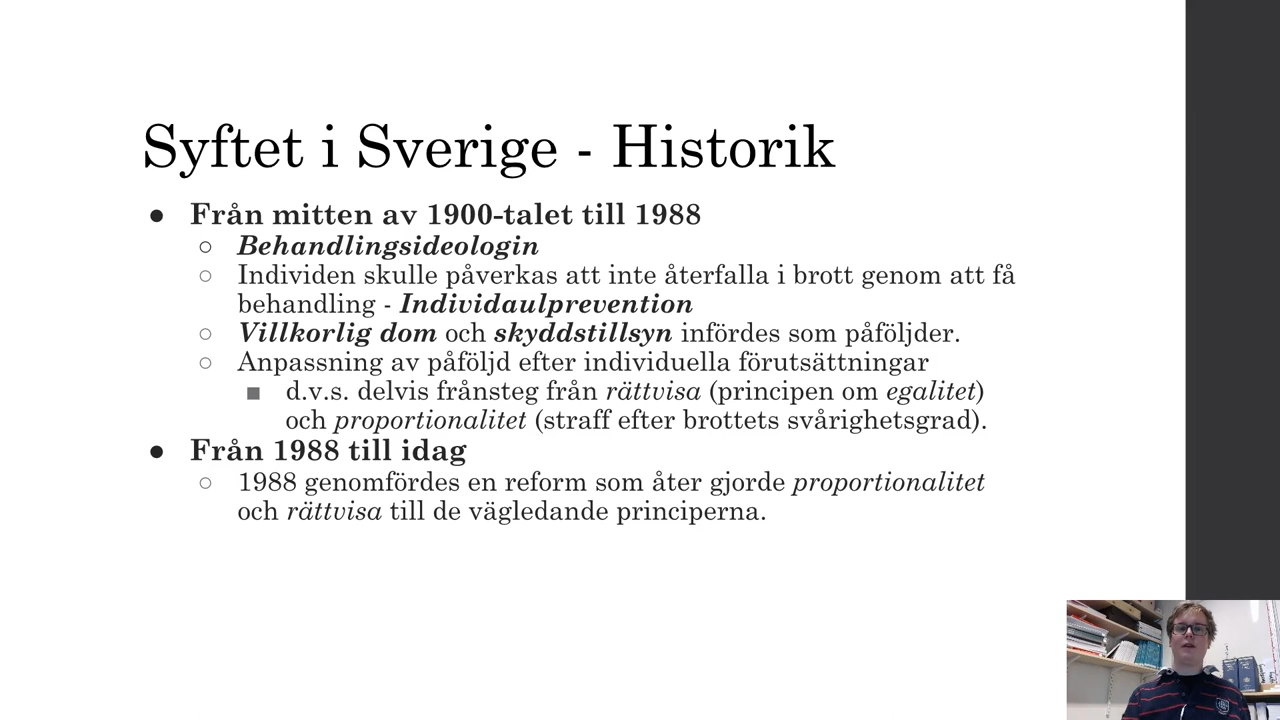 Syftet i Sverige - Historik
● Från mitten av 1900-talet till 1988
○ Behandlingsideologin
○ Individen skulle påverkas att inte återfalla i brott genom att få
behandling - Individaulprevention
○ Villkorlig dom och skyddstillsyn infördes som påföljder.
○ Anpassning av påföljd efter individuella förutsättningar
■ d.v.s. delvis frånsteg från rättvisa (principen om egalitet)
och proportionalitet (straff efter brottets svårighetsgrad).
● Från 1988 till idag
○ 1988 genomfördes en reform som åter gjorde proportionalitet
och rättvisa till de vägledande principerna.